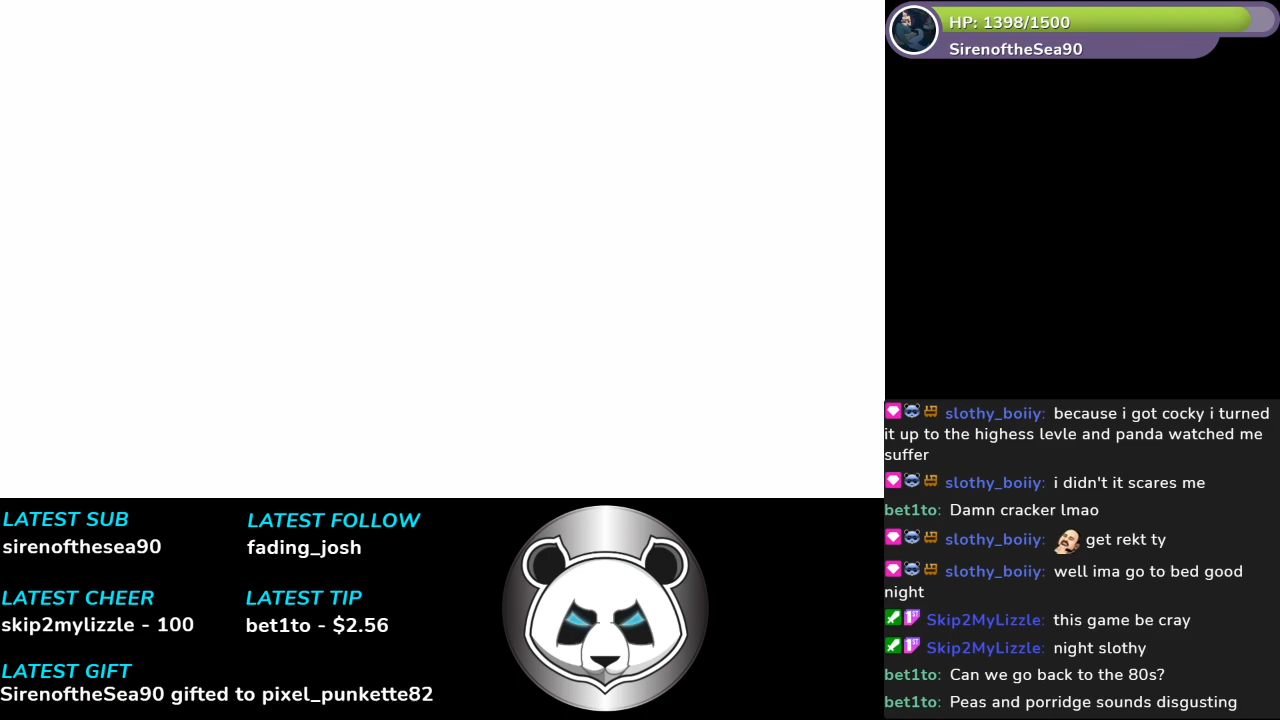 HP: 1398/1500
SirenoftheSea90
slothy_boiiy: because i got cocky i turned
it up to the highess levle and panda watched me
suffer
slothy_boiiy: i didn't it scares me
bet1to: Damn cracker lmao
slothy_boiiy: get rekt ty
slothy_boiiy: well ima go to bed good
night
Skip2MyLizzle: this game be cray
Skip2MyLizzle: night slothy
bet1to: Can we go back to the 80s?
bet1to: Peas and porridge sounds disgusting
LATEST SUB
sirenofthesea90
LATEST FOLLOW
fading_josh
LATEST CHEER
skip2mylizzle - 100
LATEST TIP
bet1to - $2.56
LATEST GIFT
SirenoftheSea90 gifted to pixel_punkette82